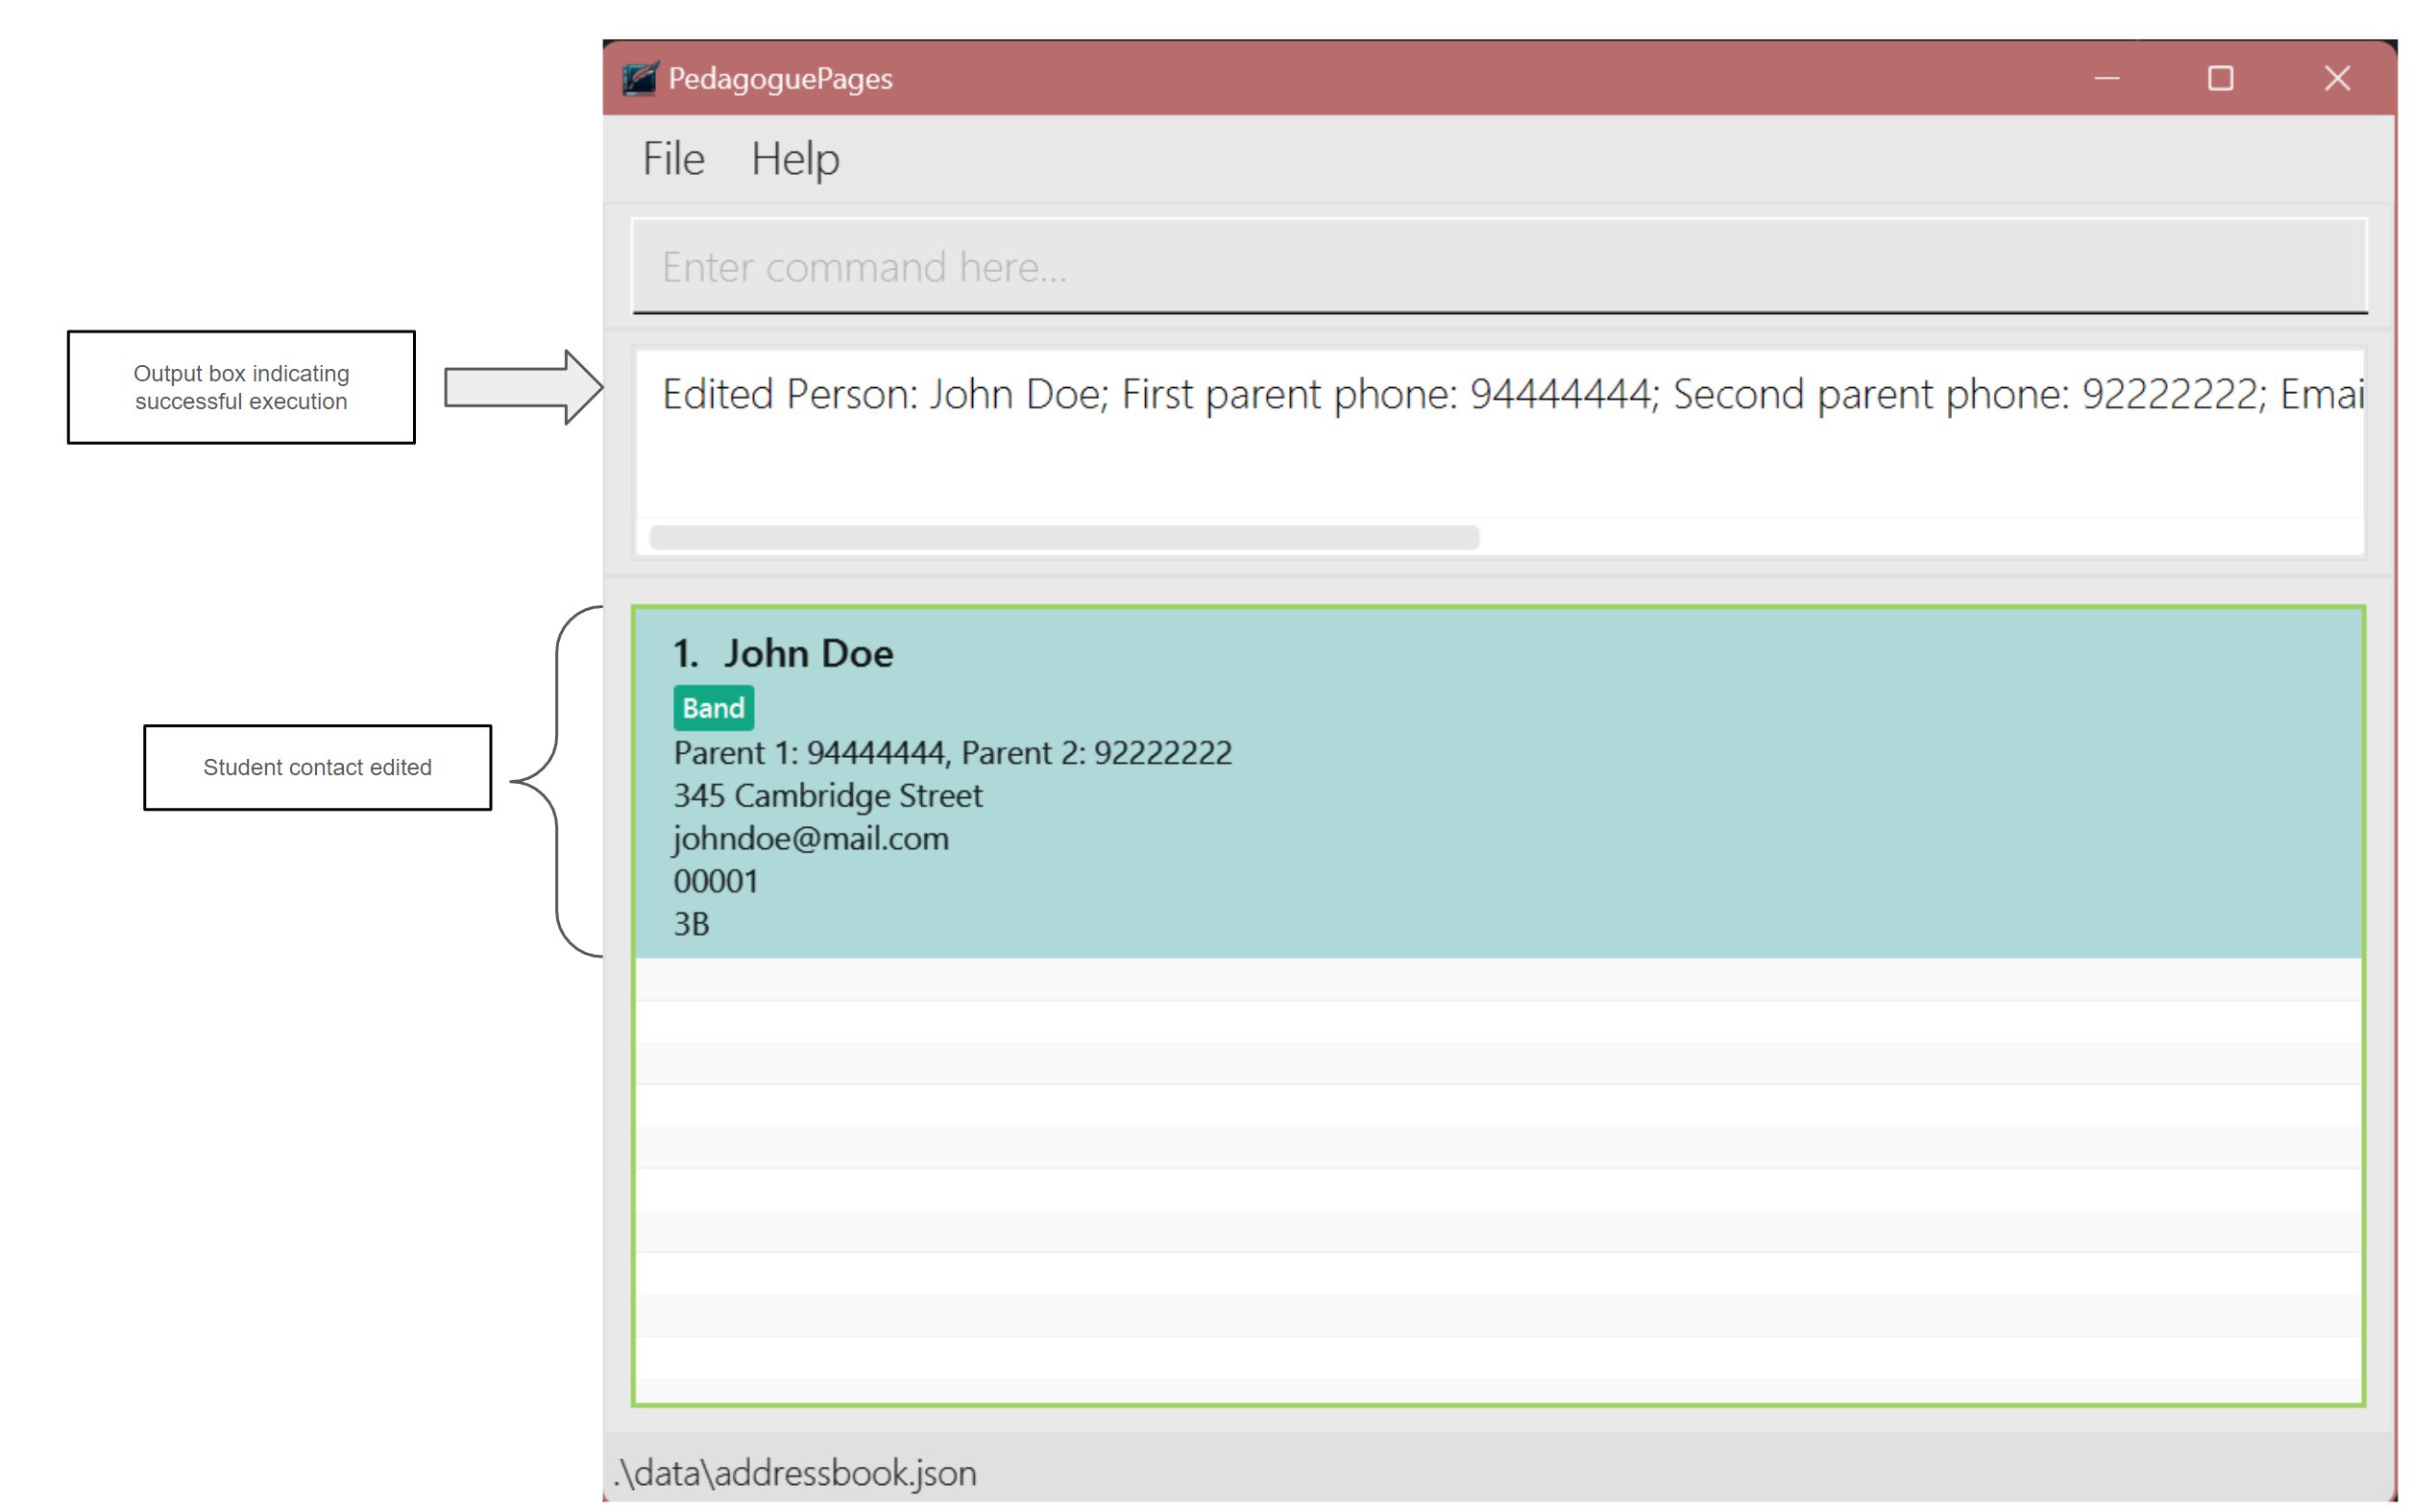 PedagoguePages
File Help
Enter command here...
Output box indicating
successful execution
Edited Person: John Doe; First parent phone: 94444444; Second parent phone: 92222222; Emai
1. John Doe
Band
Parent 1: 94444444, Parent 2: 92222222
345 Cambridge Street
Student contact edited
johndoe@mail.com
00001
3B
.\data\addressbook.json